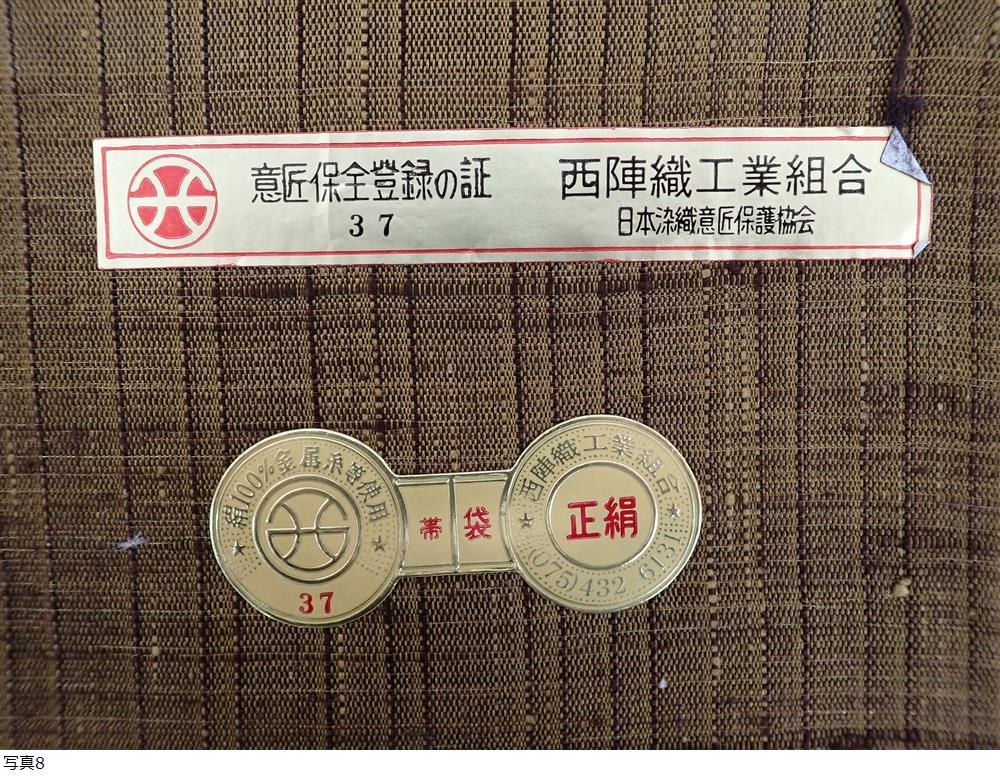 意匠保全登録の証
37
西陣織工業組合
日本染織意匠保護協会
絹100%金属糸等使用
37
帯 袋
西陣織工業組合
正絹
(075)432 6131
写真8